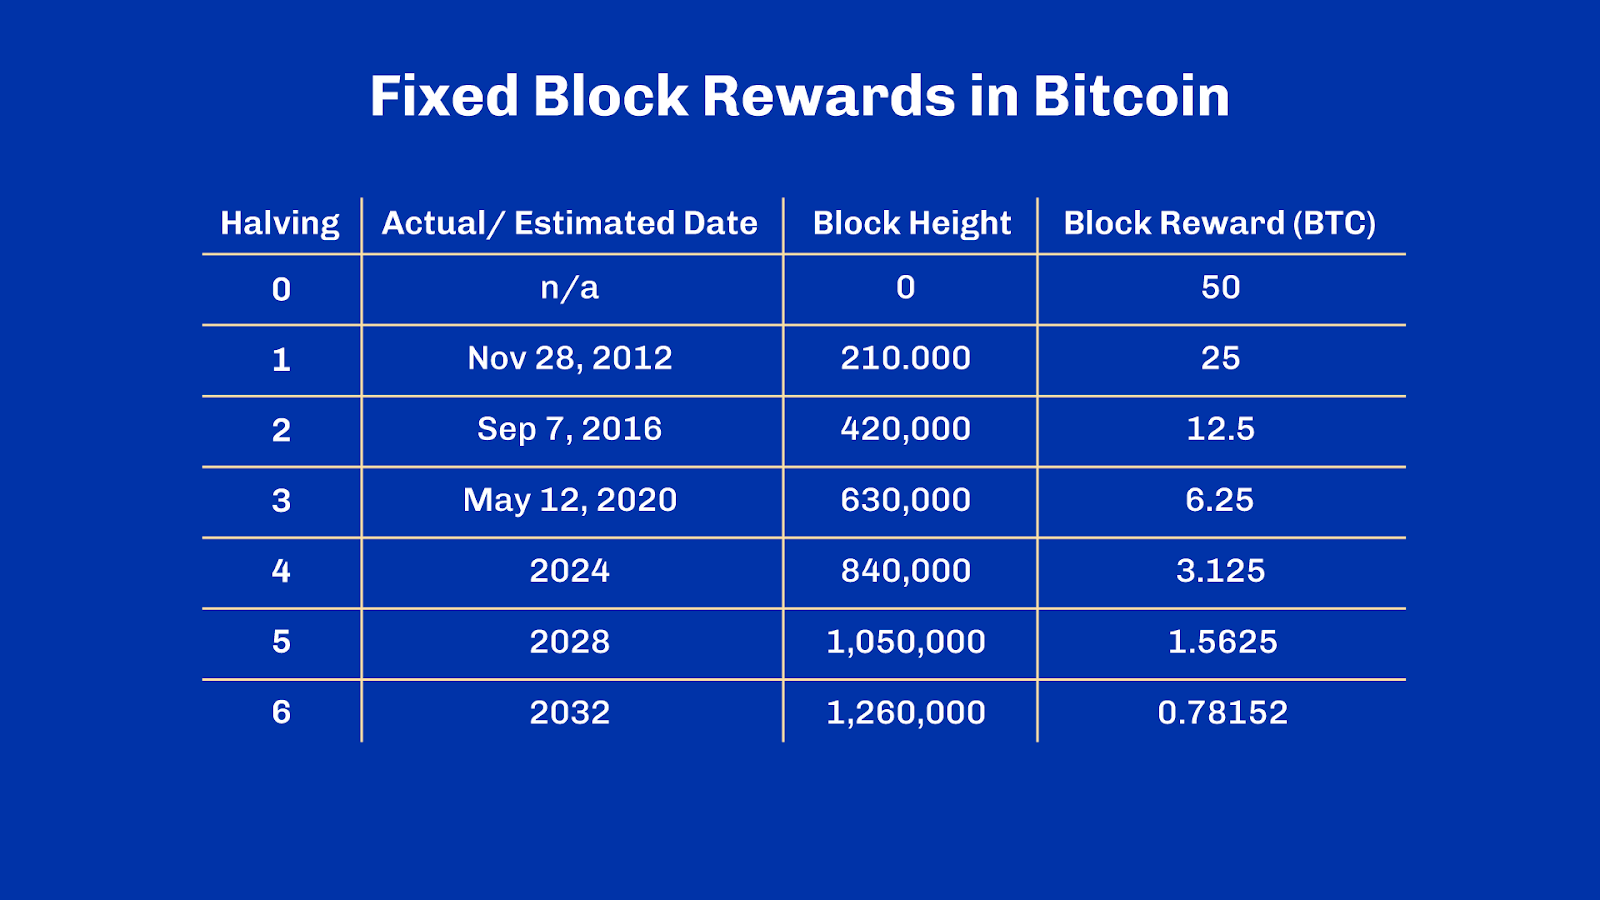 Fixed Block Rewards in Bitcoin
Halving Actual/ Estimated Date Block Height Block Reward (BTC)
0 n/a 0 50
1 Nov 28, 2012 210.000 25
2 Sep 7, 2016 420,000 12.5
3 May 12, 2020 630,000 6.25
4 2024 840,000 3.125
5 2028 1,050,000 1.5625
6 2032 1,260,000 0.78152